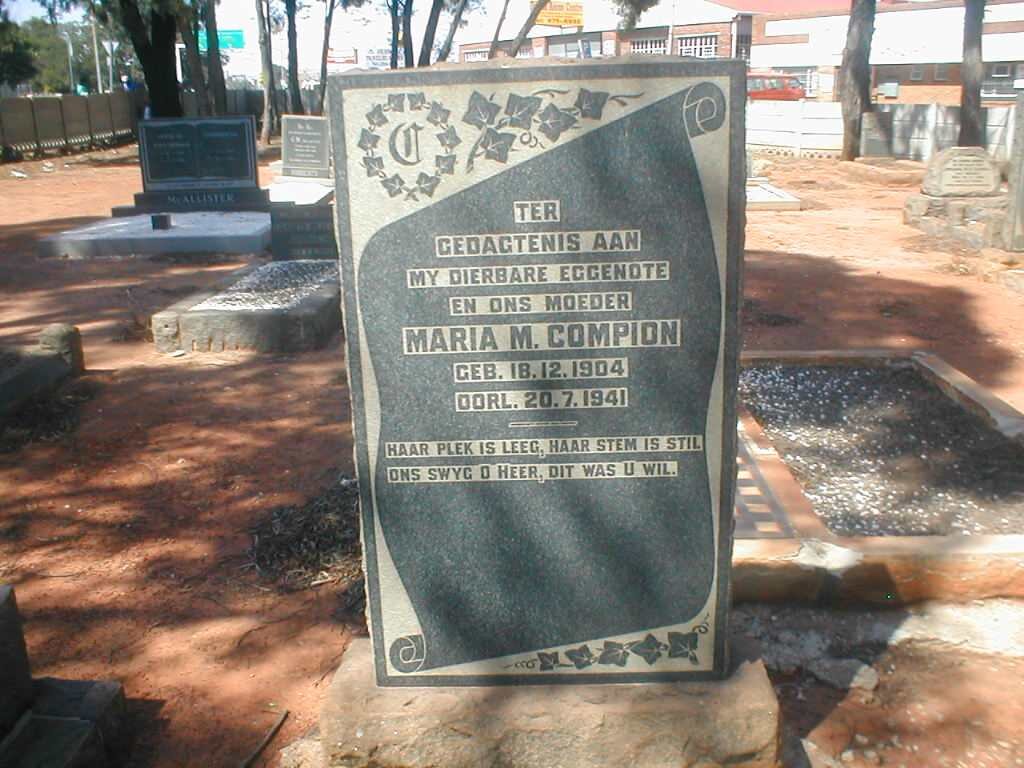 C
TER
GEDAGTENIS AAN
MY DIERBARE EGGENOTE
EN ONS MOEDER
MARIA M. COMPION
GEB. 18.12.1904
OORL. 20.7.1941
HAAR PLEK IS LEEG, HAAR STEM IS STIL
ONS SWYG O HEER, DIT WAS U WIL.
MCALLISTER